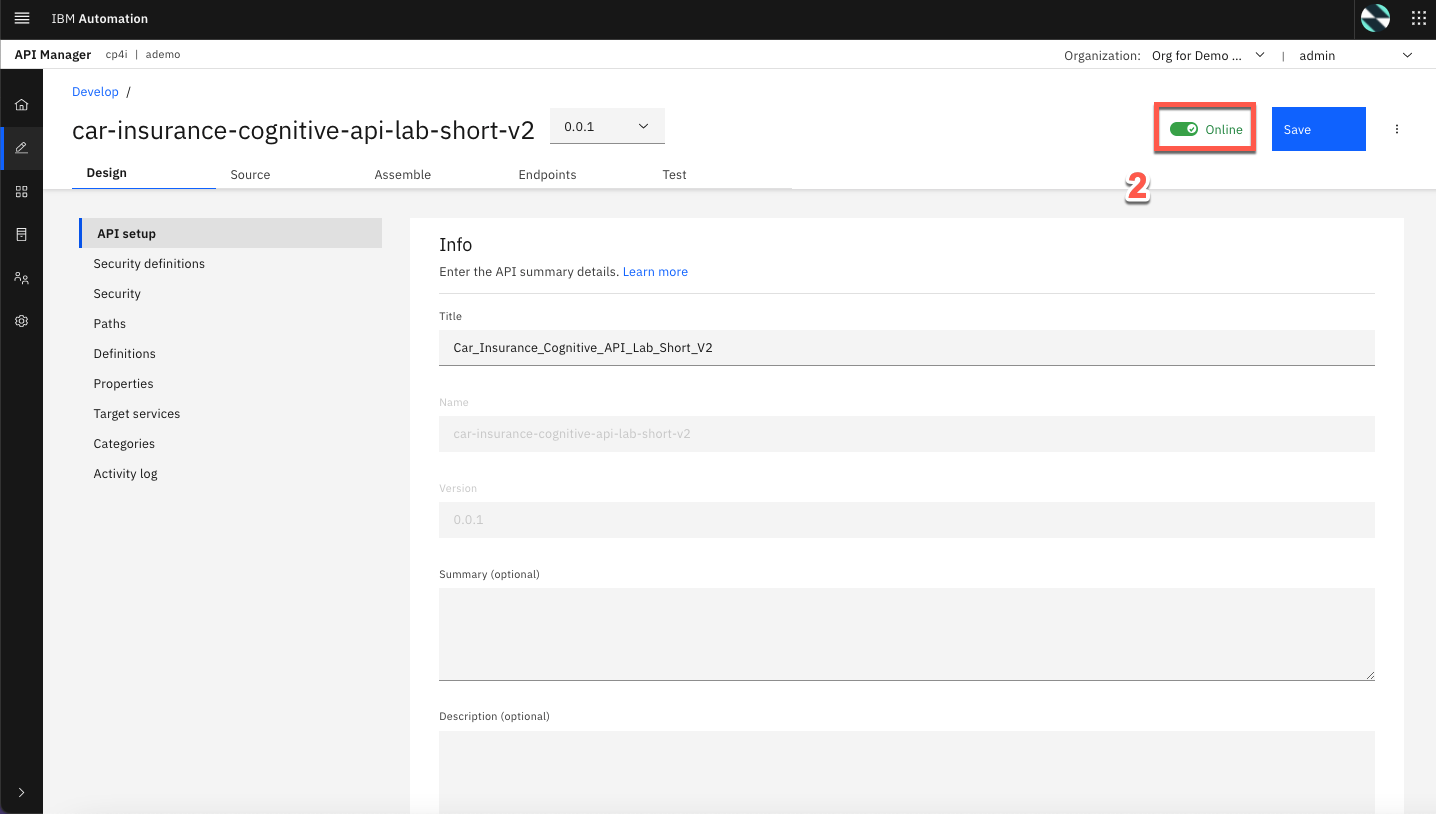 IBM Automation
API Manager cp4i | ademo
Organization: Org for Demo ... | admin
Develop /
car-insurance-cognitive-api-lab-short-v2 0.0.1
Online
Save
2
Design Source Assemble Endpoints Test
API setup
Security definitions
Security
Paths
Definitions
Properties
Target services
Categories
Activity log
Info
Enter the API summary details. Learn more
Title
Car_Insurance_Cognitive_API_Lab_Short_V2
Name
car-insurance-cognitive-api-lab-short-v2
Version
0.0.1
Summary (optional)
Description (optional)